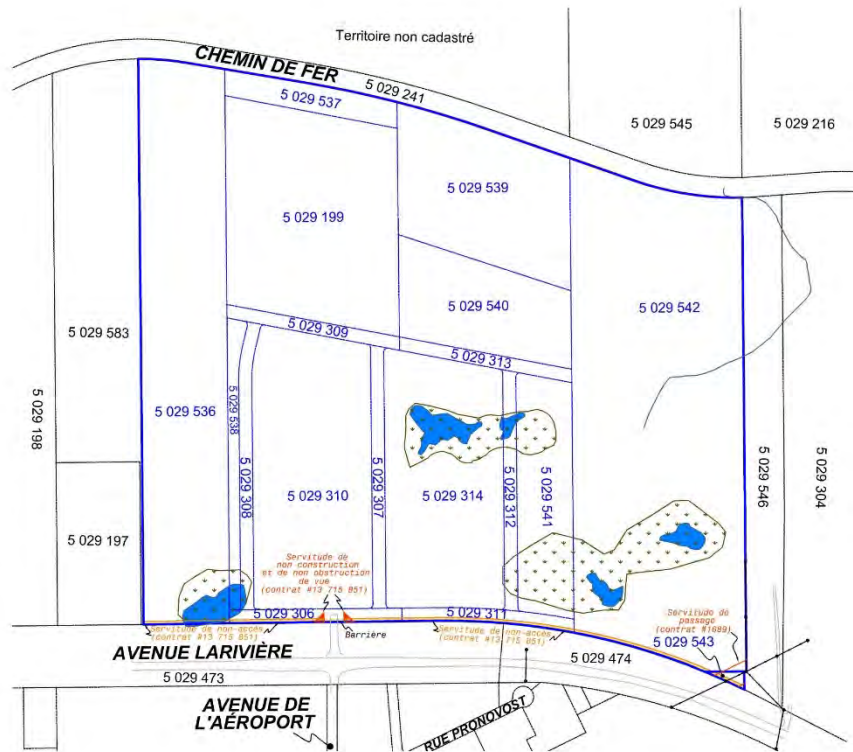 Territoire non cadastré
CHEMIN DE FER
5 029 241
5 029 537
5 029 545
5 029 216
5 029 539
5 029 199
5 029 540
5 029 542
5 029 583
5 029 309
5 029 313
5 029 198
5 029 536
5 029 538
5 029 308
5 029 310
5 029 307
5 029 314
5 029 312
5 029 541
5 029 546
5 029 304
5 029 197
Servitude de
non construction
et de non obstruction
de vue
(contrat #13 715 851)
5 029 306
5 029 311
Servitude de non-accès
(contrat #13 715 851)
Barrière
Servitude de non-accès
(contrat #13 715 851)
Servitude de
passage
(contrat #1689)
5 029 543
AVENUE LARIVIÈRE
5 029 474
5 029 473
AVENUE DE
L'AÉROPORT
RUE PRONOVOST